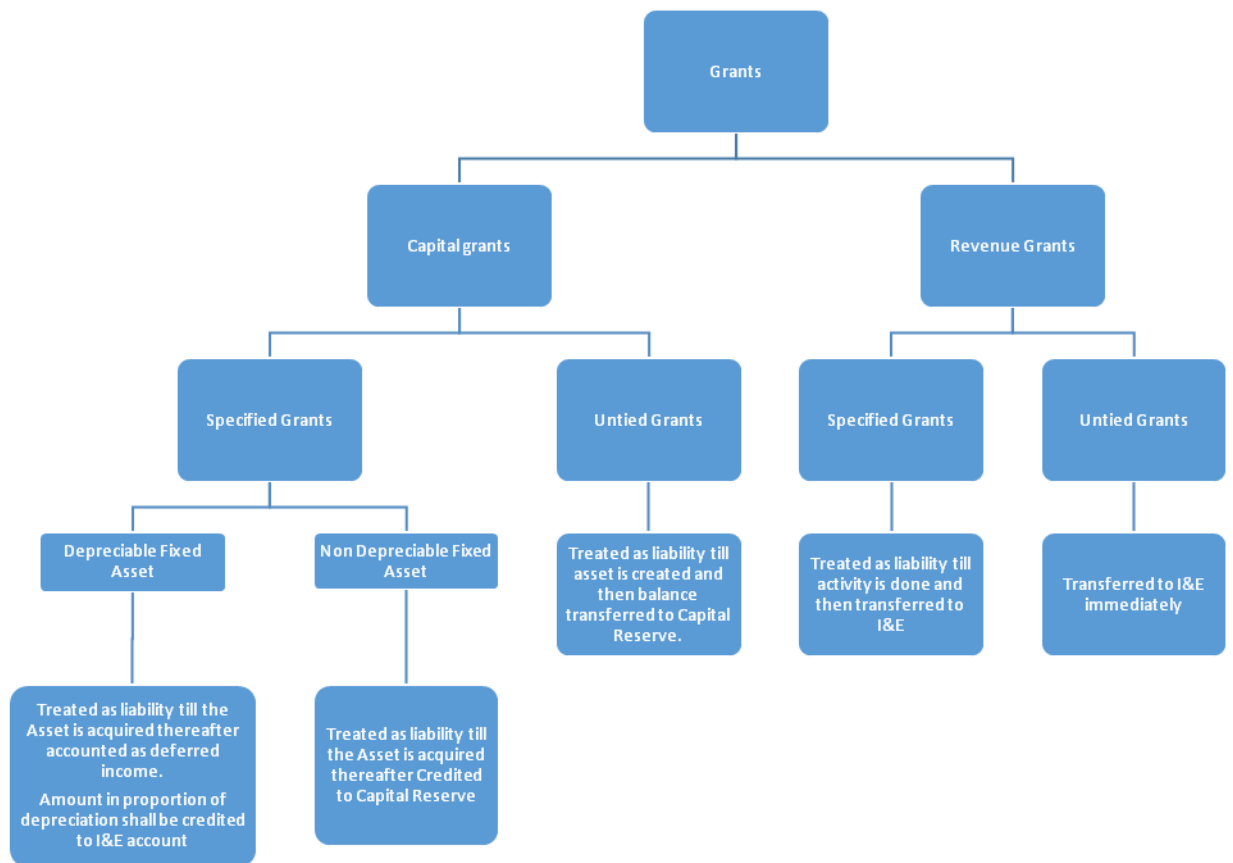 Grants
Capital grants
Revenue Grants
Specified Grants
Untied Grants
Specified Grants
Untied Grants
Depreciable Fixed
Asset
Non Depreciable Fixed
Asset
Treated as liability till
asset is created and
then balance
transferred to Capital
Reserve.
Treated as liability till
activity is done and
then transferred to
I&E
Transferred to I&E
immediately
Treated as liability till the
Asset is acquired thereafter
accounted as deferred
income.
Amount in proportion of
depreciation shall be credited
to I&E account
Treated as liability till
the Asset is acquired
thereafter Credited
to Capital Reserve